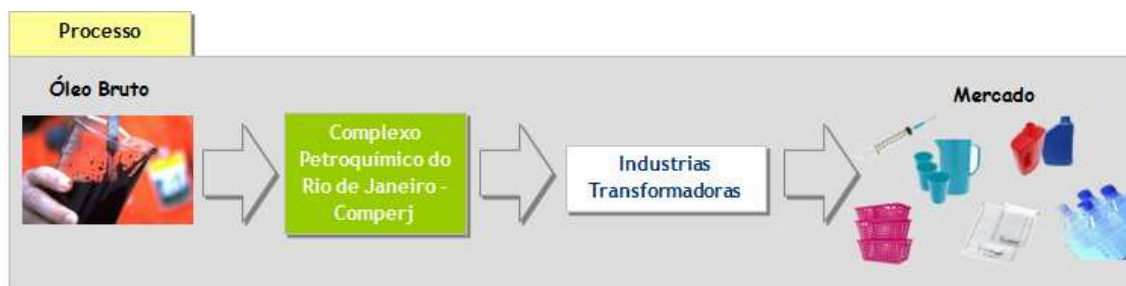 Processo
Óleo Bruto
Mercado
Complexo
Petroquímico do
Rio de Janeiro -
Comperj
Industrias
Transformadoras